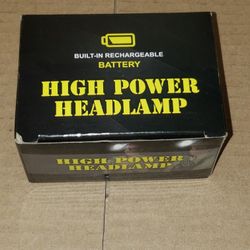 BUILT-IN RECHARGEABLE
BATTERY
HIGH POWER
HEADLAMP
HIGH POWER
HEADLAMP